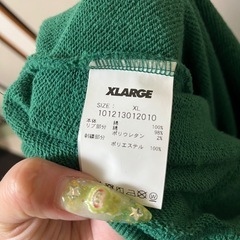 XLARGE
SIZE : XL
101213012010
本体 綿 100%
リブ部分 綿 98%
ポリウレタン 2%
刺繍部分
ポリエステル 100%